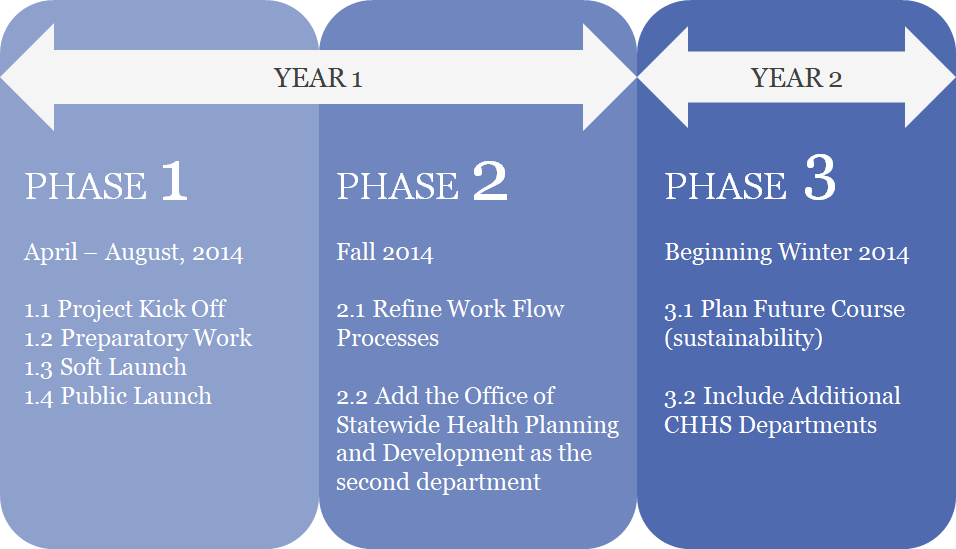 YEAR 1
YEAR 2
PHASE 1
April – August, 2014
1.1 Project Kick Off
1.2 Preparatory Work
1.3 Soft Launch
1.4 Public Launch
PHASE 2
Fall 2014
2.1 Refine Work Flow
Processes
2.2 Add the Office of
Statewide Health Planning
and Development as the
second department
PHASE 3
Beginning Winter 2014
3.1 Plan Future Course
(sustainability)
3.2 Include Additional
CHHS Departments